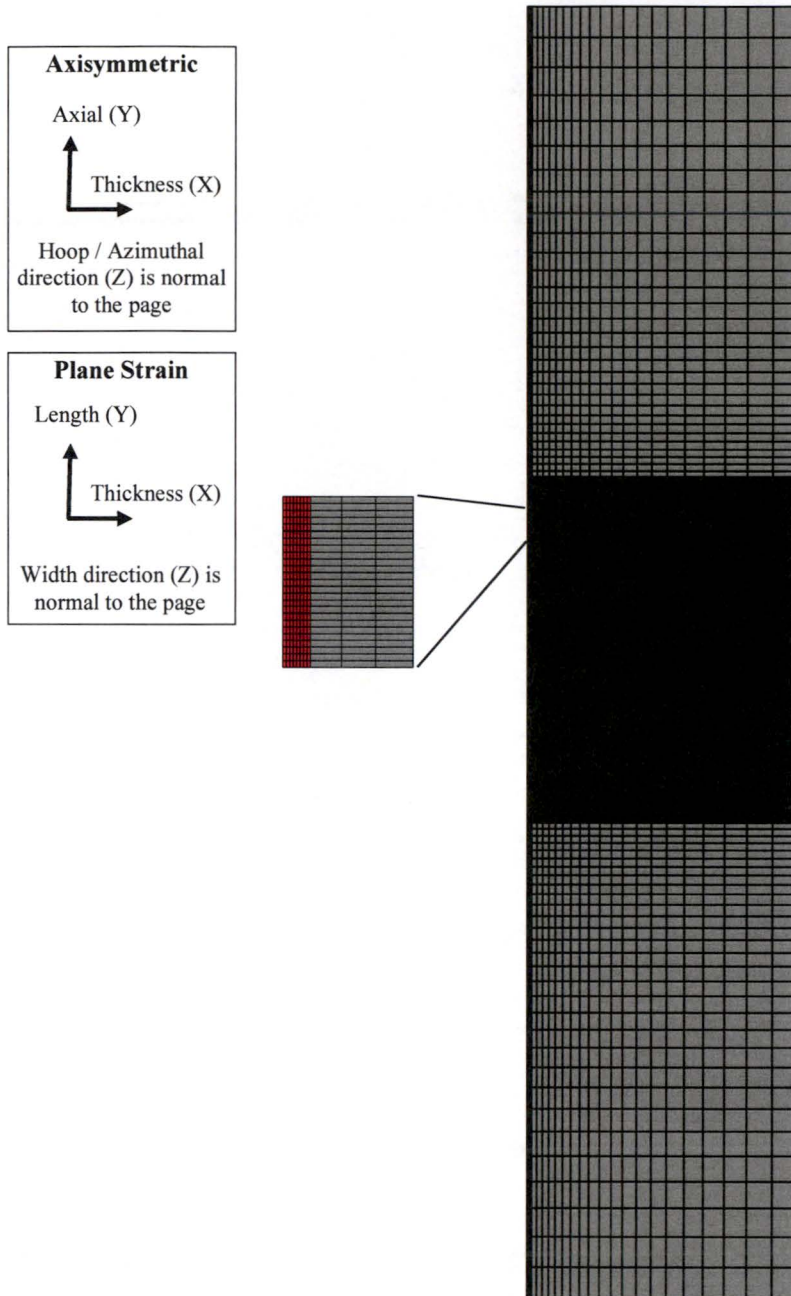 Axisymmetric
Axial (Y)
Thickness (X)
Hoop / Azimuthal
direction (Z) is normal
to the page
Plane Strain
Length (Y)
Thickness (X)
Width direction (Z) is
normal to the page